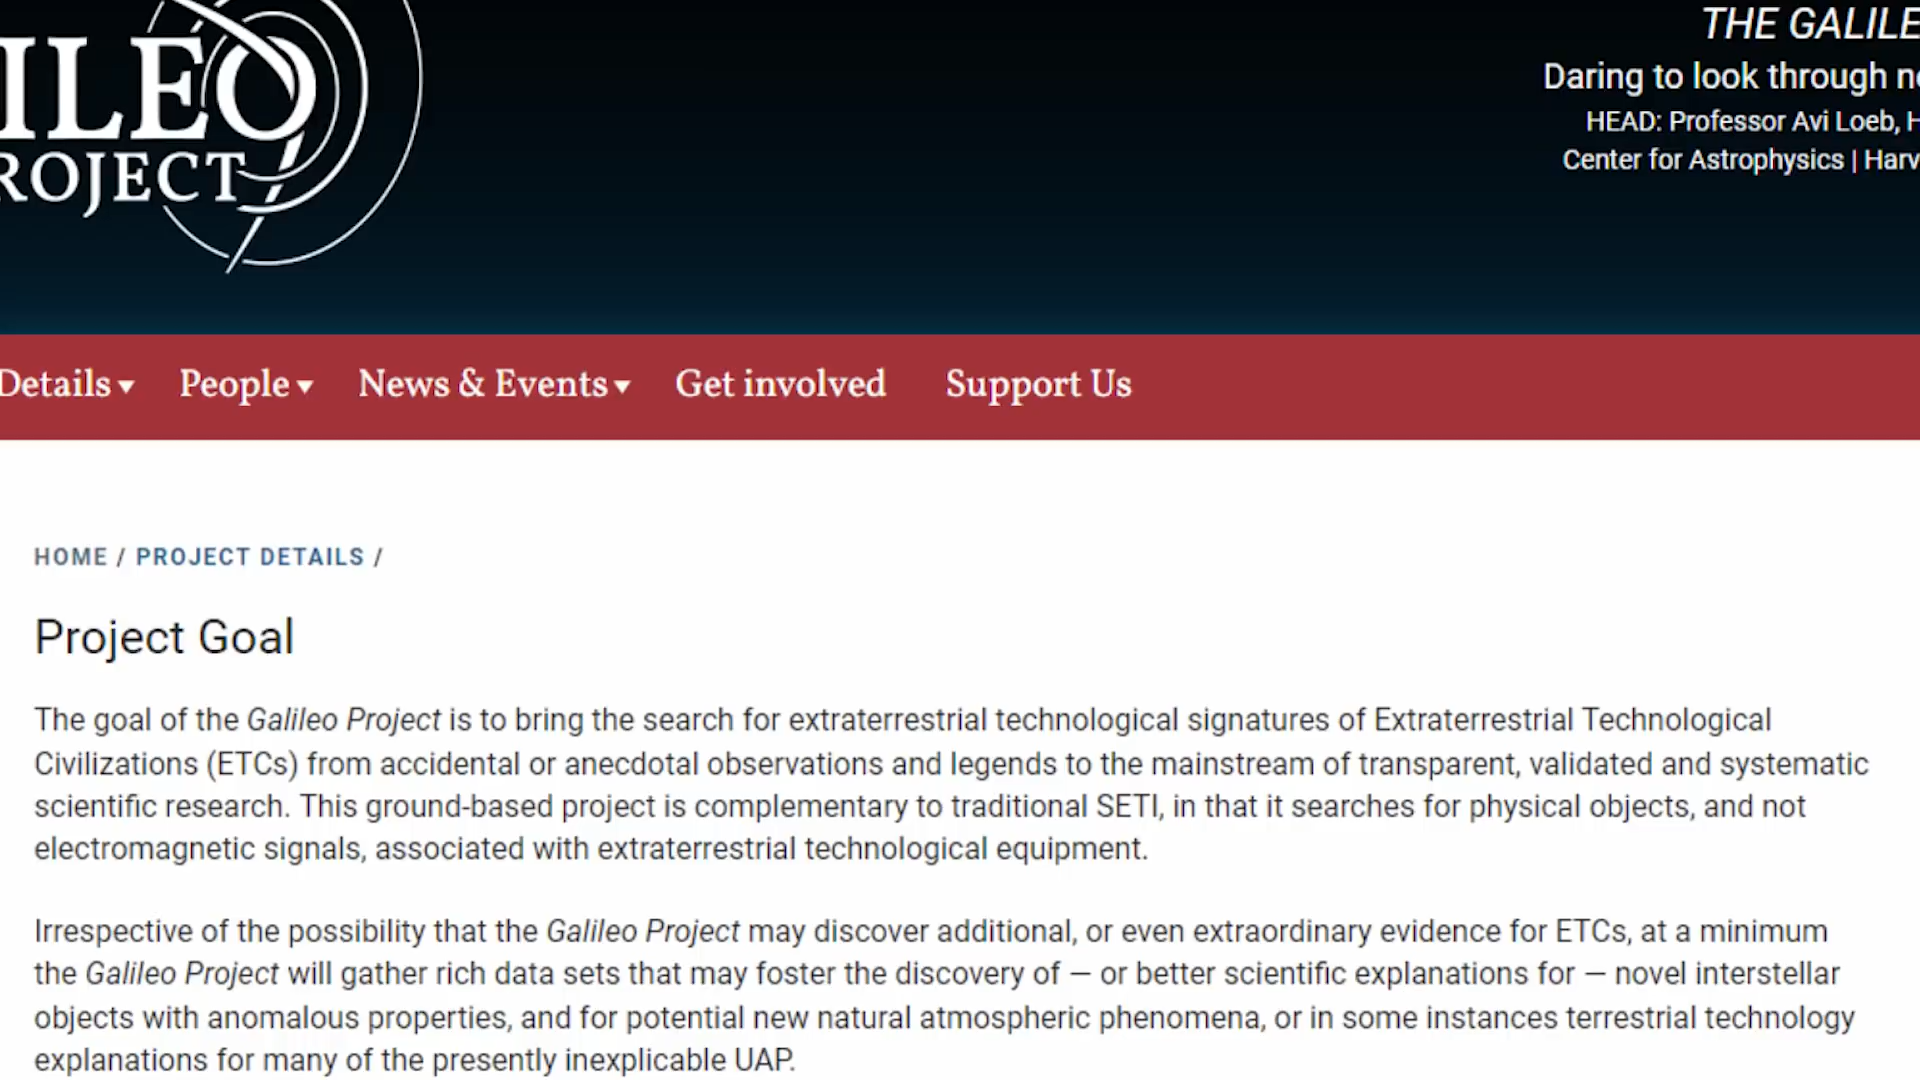 ILEO
ROJECT
THE GALILE
Daring to look through n
HEAD: Professor Avi Loeb, H
Center for Astrophysics | Harv
Details People News & Events Get involved Support Us
HOME / PROJECT DETAILS /
Project Goal
The goal of the Galileo Project is to bring the search for extraterrestrial technological signatures of Extraterrestrial Technological
Civilizations (ETCs) from accidental or anecdotal observations and legends to the mainstream of transparent, validated and systematic
scientific research. This ground-based project is complementary to traditional SETI, in that it searches for physical objects, and not
electromagnetic signals, associated with extraterrestrial technological equipment.
Irrespective of the possibility that the Galileo Project may discover additional, or even extraordinary evidence for ETCs, at a minimum
the Galileo Project will gather rich data sets that may foster the discovery of — or better scientific explanations for — novel interstellar
objects with anomalous properties, and for potential new natural atmospheric phenomena, or in some instances terrestrial technology
explanations for many of the presently inexplicable UAP.